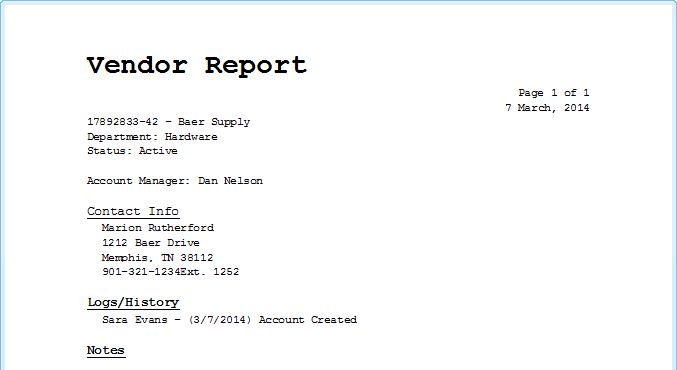 Vendor Report
Page 1 of 1
7 March, 2014
17892833-42 - Baer Supply
Department: Hardware
Status: Active
Account Manager: Dan Nelson
Contact Info
Marion Rutherford
1212 Baer Drive
Memphis, TN 38112
901-321-1234Ext. 1252
Logs/History
Sara Evans - (3/7/2014) Account Created
Notes